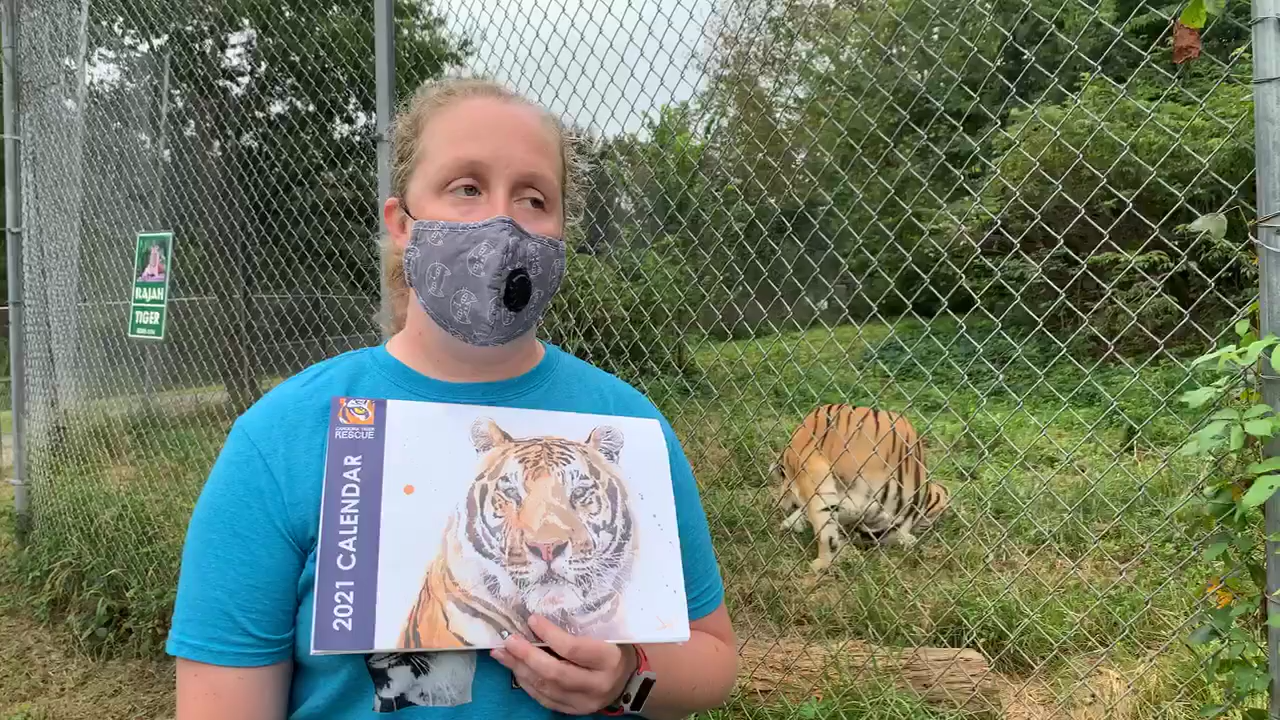 RAJAH
TIGER
CAROLINA TIGER
RESCUE
2021 CALENDAR